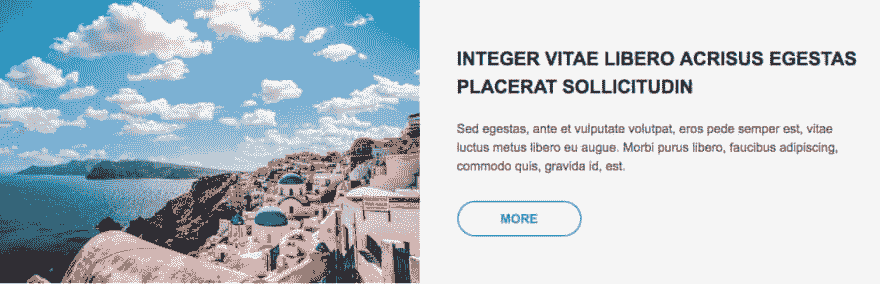 INTEGER VITAE LIBERO ACRISUS EGESTAS
PLACERAT SOLLICITUDIN
Sed egestas, ante et vulputate volutpat, eros pede semper est, vitae
luctus metus libero eu augue. Morbi purus libero, faucibus adipiscing,
commodo quis, gravida id, est.
MORE